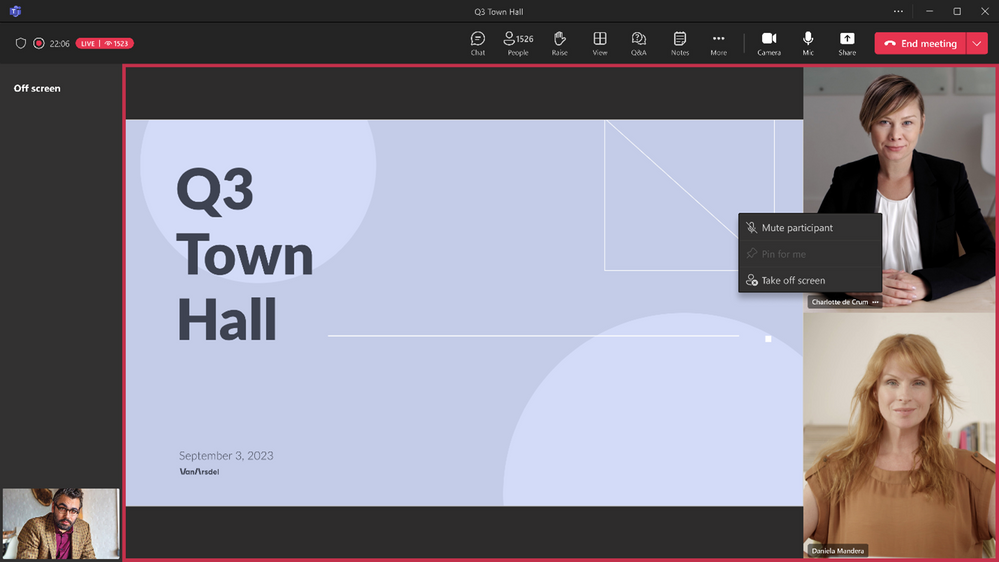 Q3 Town Hall
22:06
LIVE
1523
Chat
1526
People
Raise
View
Q&A
Notes
More
Camera
Mic
Share
End meeting
Off screen
Q3
Town
Hall
September 3, 2023
VanArsdel
Mute participant
Pin for me
Take off screen
Charlotte de Crum
Daniela Mandera